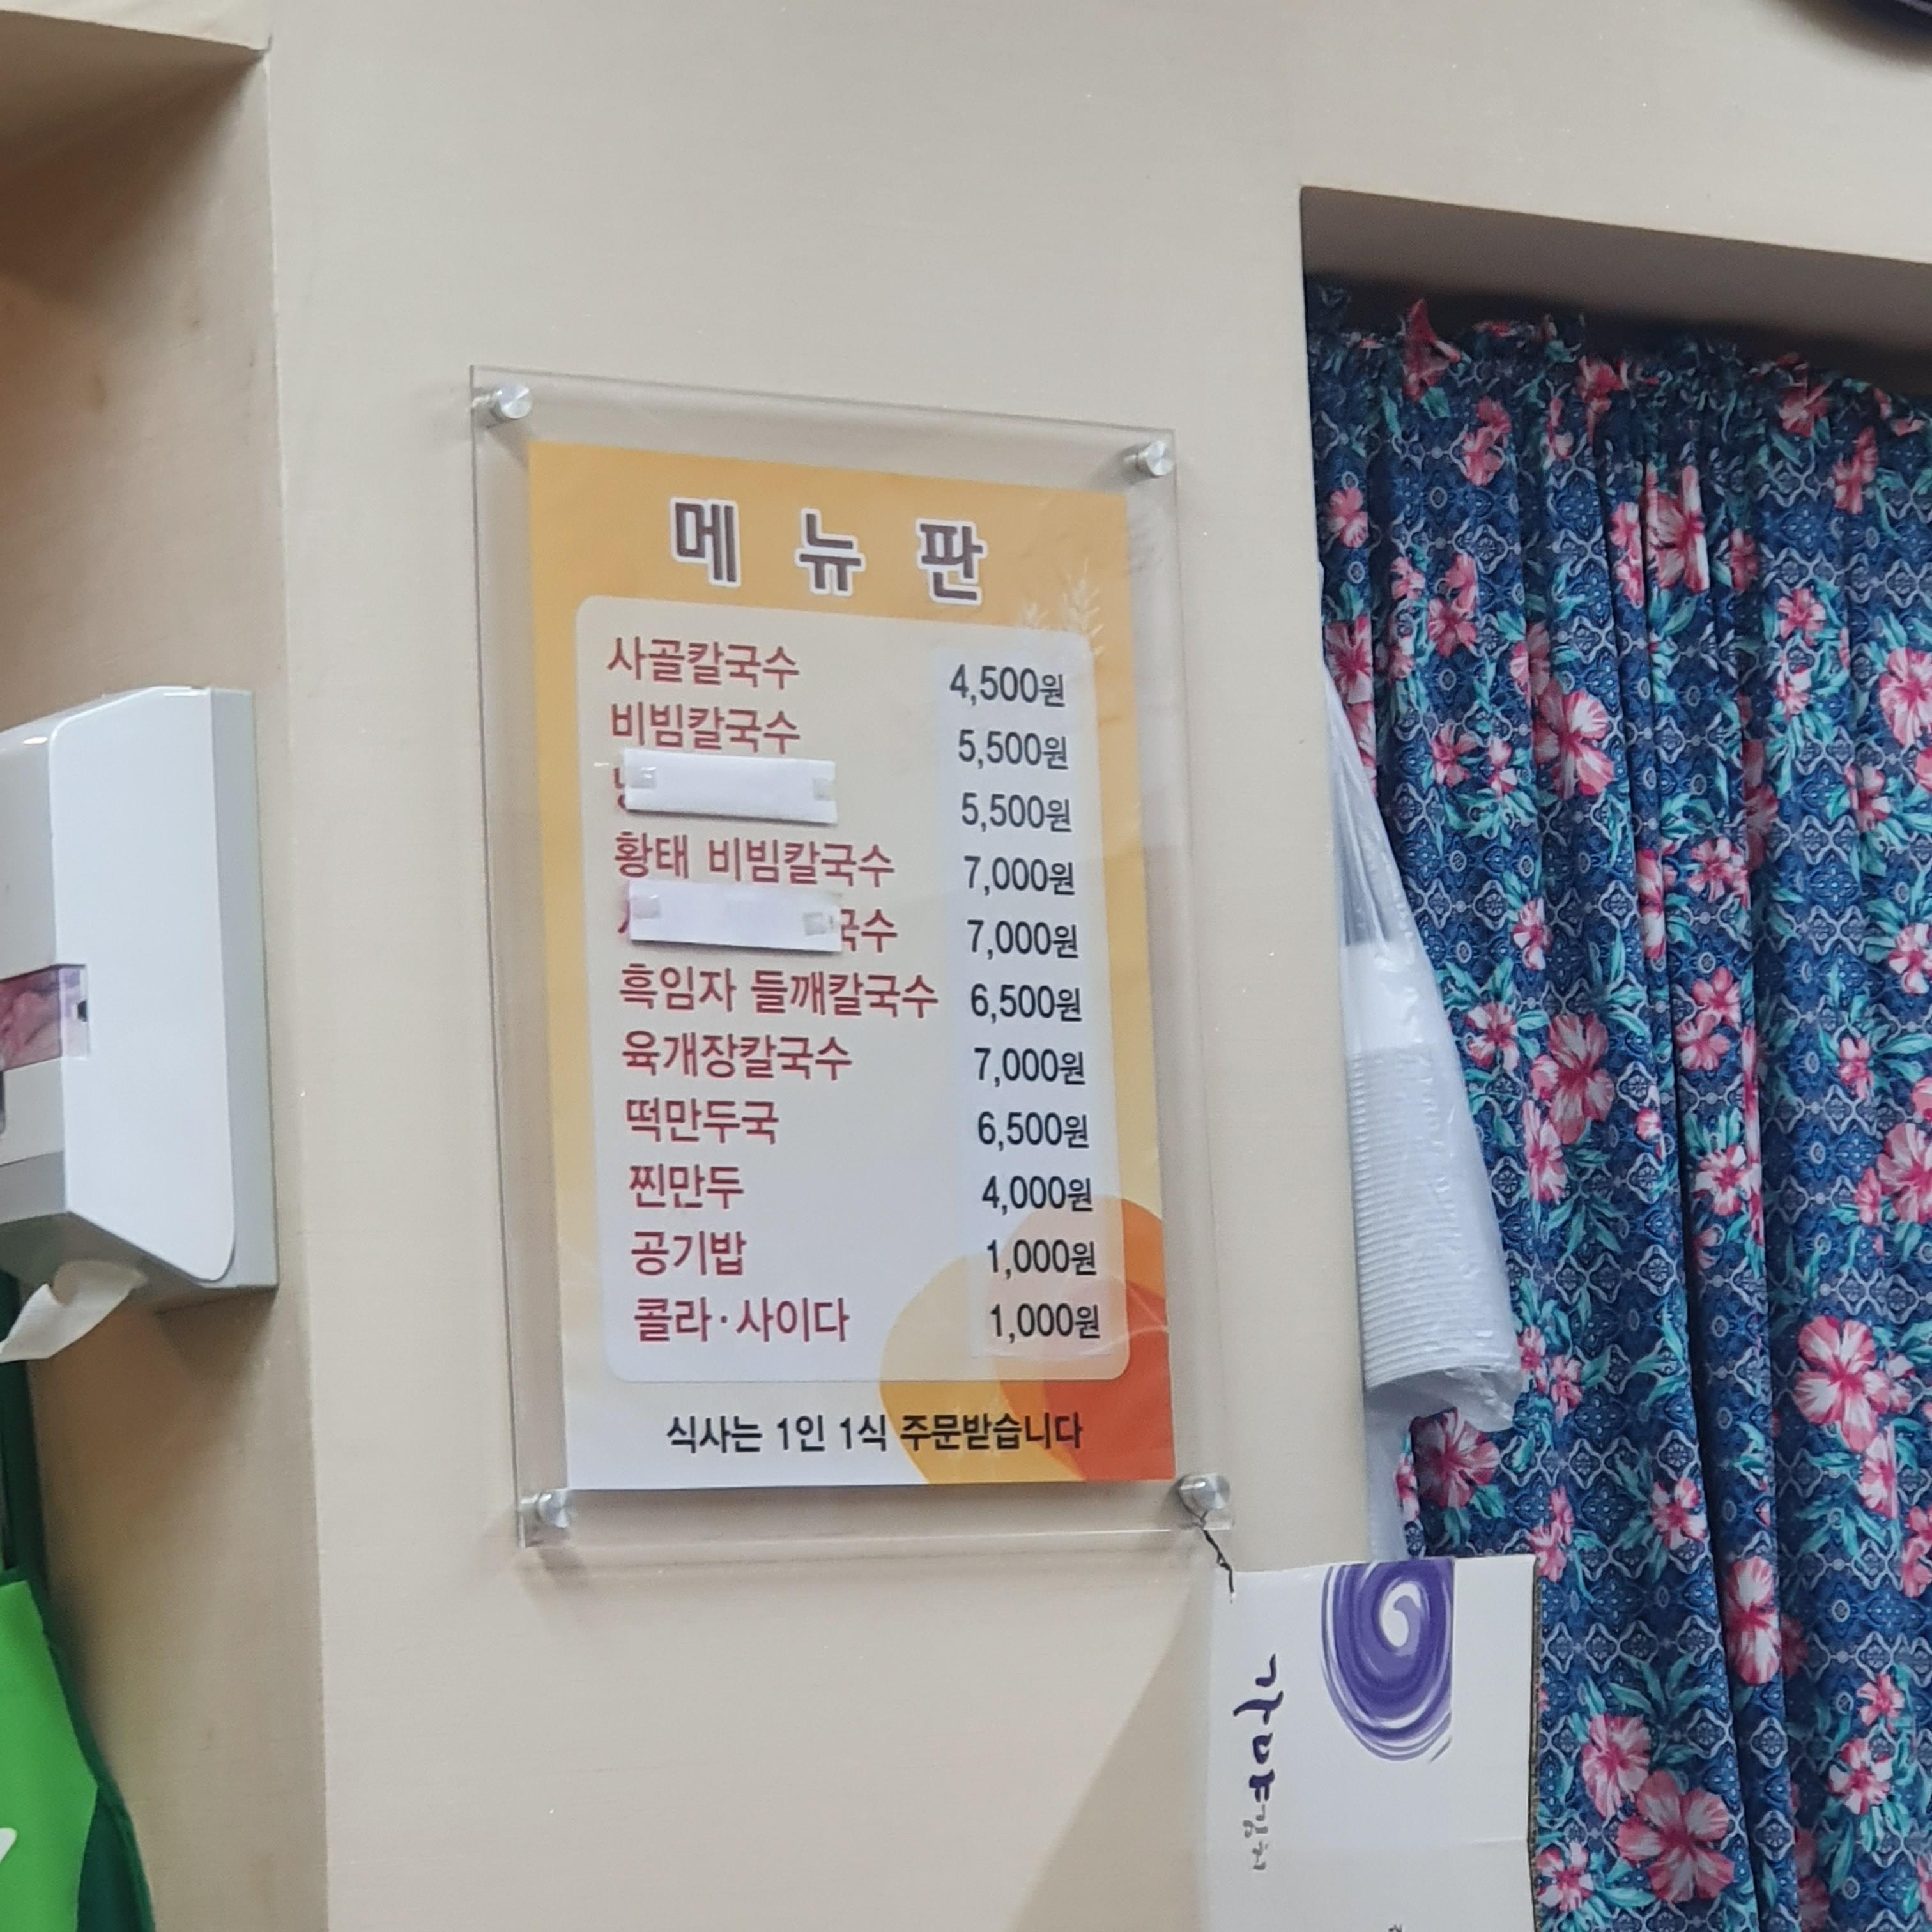 메뉴판
사골칼국수 4,500원
비빔칼국수 5,500원
5,500원
황태 비빔칼국수 7,000원
국수 7,000원
흑임자 들깨칼국수 6,500원
육개장칼국수 7,000원
떡만두국 6,500원
찐만두 4,000원
공기밥 1,000원
콜라·사이다 1,000원
식사는 1인 1식 주문받습니다